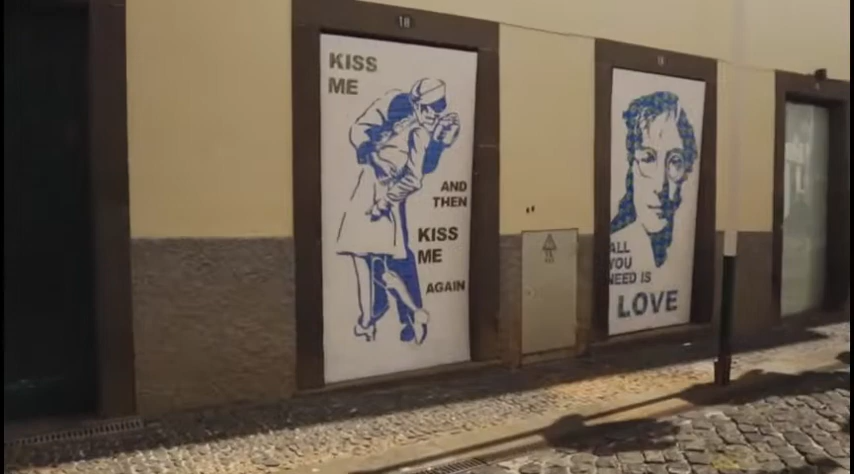 18
KISS
ME
AND
THEN
KISS
ME
AGAIN
ALL
YOU
NEED IS
LOVE